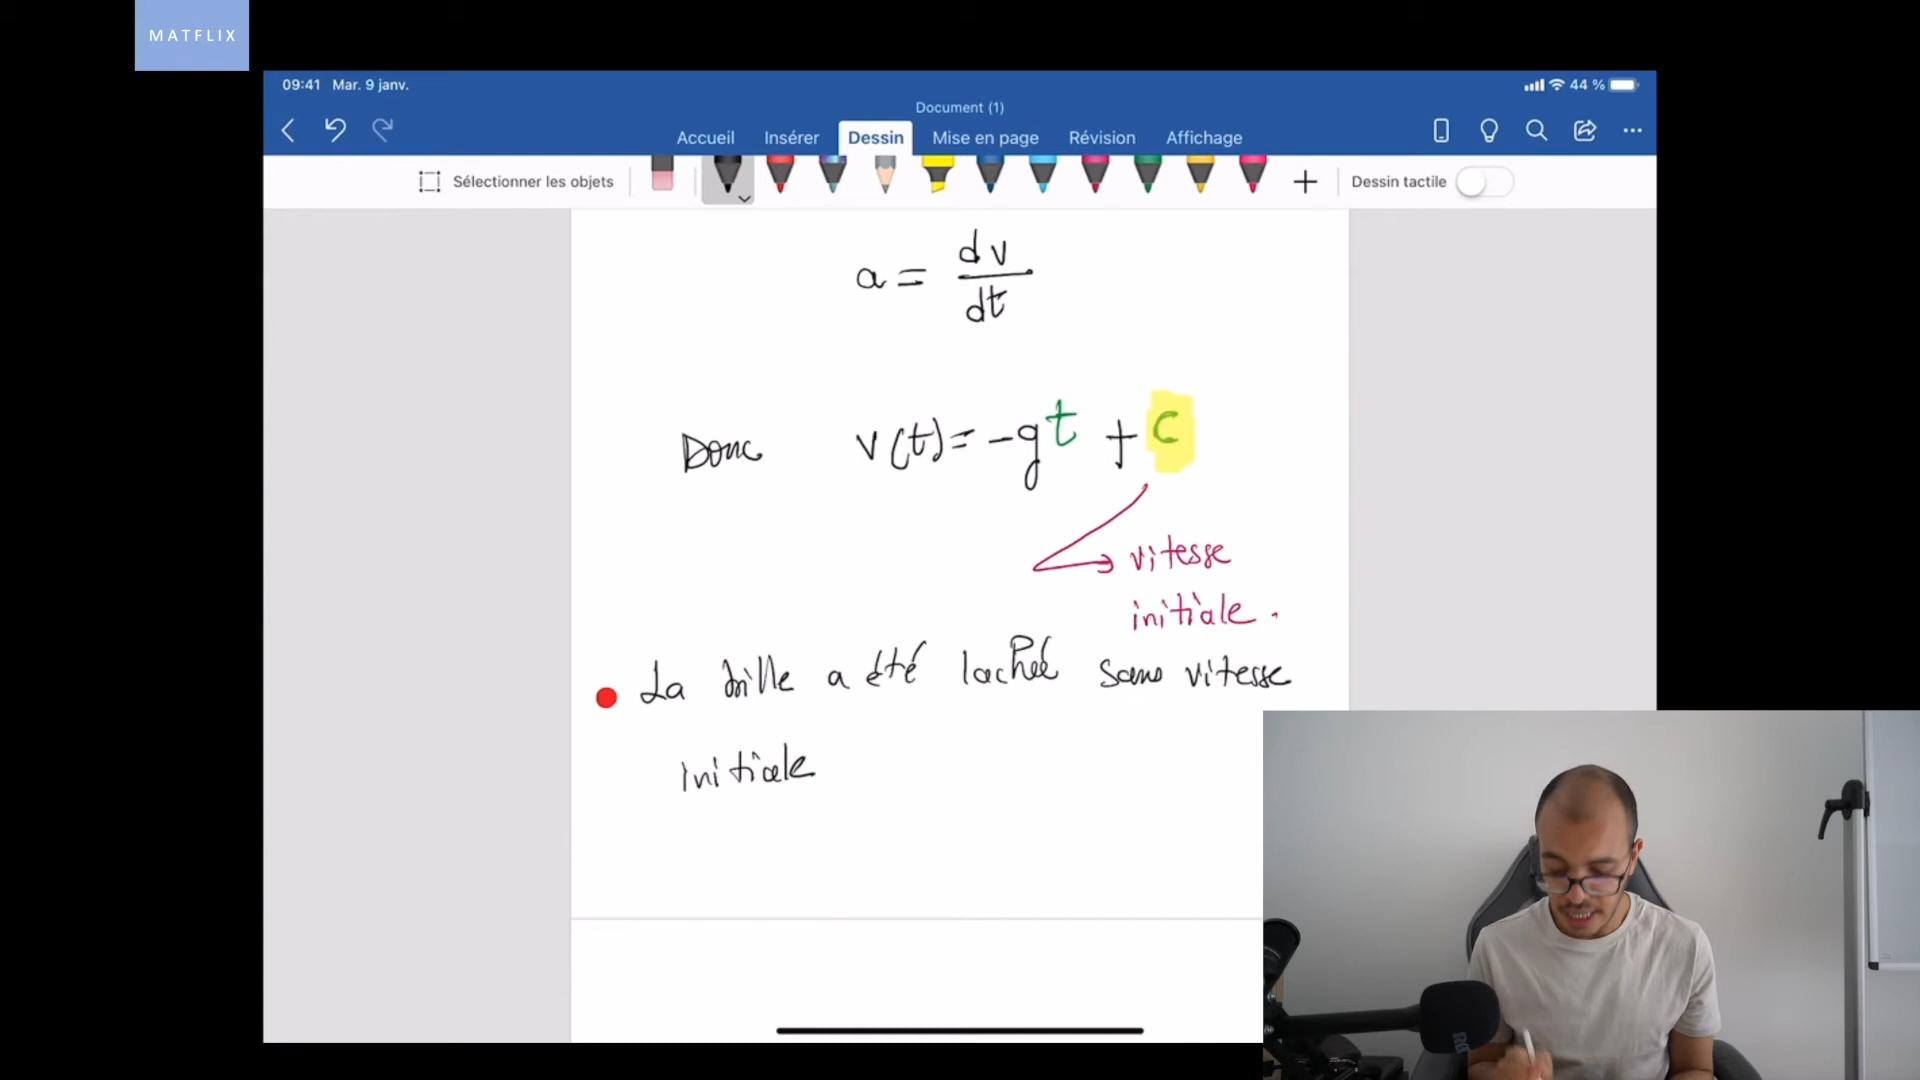 MATFLIX
09:41 Mar. 9 janv.
44 %
Document (1)
Accueil Insérer Dessin Mise en page Révision Affichage
Sélectionner les objets
Dessin tactile
a = dv/dt
Donc v(t) = -gt + c
vitesse
initiale.
La bille a été lachée sans vitesse
initiale